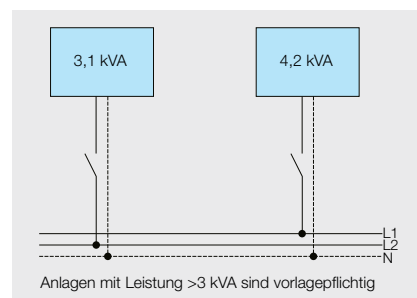 3,1 kVA
4,2 kVA
L1
L2
N
Anlagen mit Leistung >3 kVA sind vorlagepflichtig